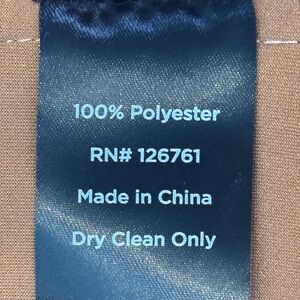 100% Polyester
RN# 126761
Made in China
Dry Clean Only